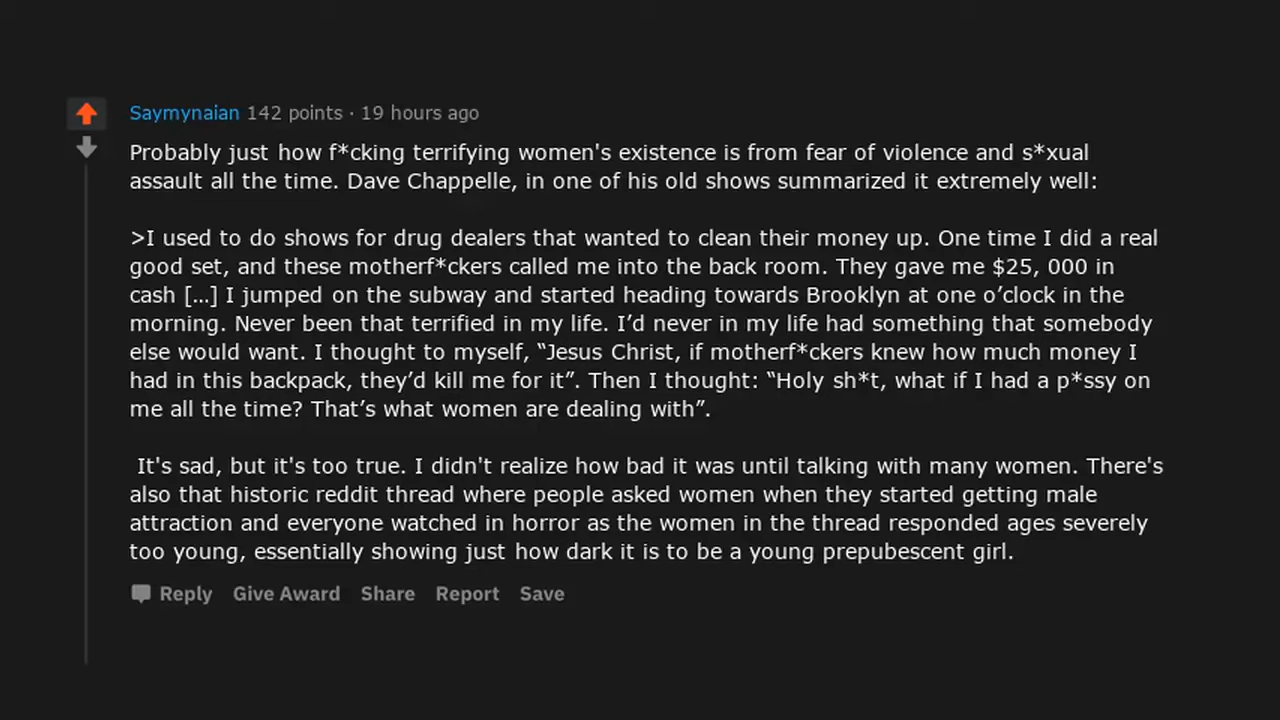 Saymynaian 142 points · 19 hours ago
Probably just how f*cking terrifying women's existence is from fear of violence and s*xual
assault all the time. Dave Chappelle, in one of his old shows summarized it extremely well:
>I used to do shows for drug dealers that wanted to clean their money up. One time I did a real
good set, and these motherf*ckers called me into the back room. They gave me $25, 000 in
cash [...] I jumped on the subway and started heading towards Brooklyn at one o’clock in the
morning. Never been that terrified in my life. I’d never in my life had something that somebody
else would want. I thought to myself, “Jesus Christ, if motherf*ckers knew how much money I
had in this backpack, they’d kill me for it”. Then I thought: “Holy sh*t, what if I had a p*ssy on
me all the time? That’s what women are dealing with”.
It's sad, but it's too true. I didn't realize how bad it was until talking with many women. There's
also that historic reddit thread where people asked women when they started getting male
attraction and everyone watched in horror as the women in the thread responded ages severely
too young, essentially showing just how dark it is to be a young prepubescent girl.
Reply Give Award Share Report Save